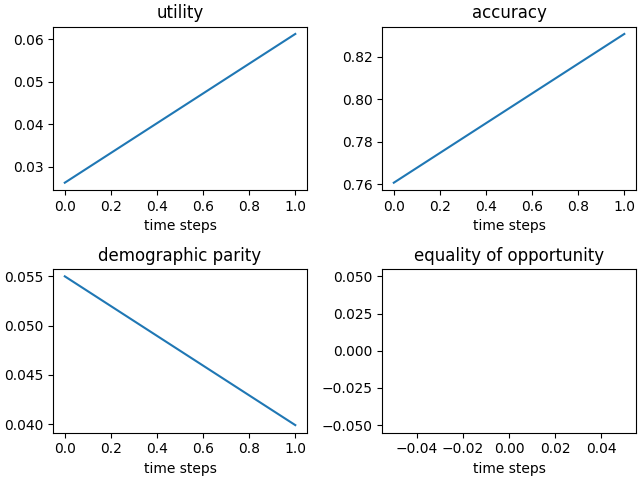 utility
accuracy
0.06
0.05
0.04
0.03
0.82
0.80
0.78
0.76
0.0 0.2 0.4 0.6 0.8 1.0
0.0 0.2 0.4 0.6 0.8 1.0
time steps
time steps
demographic parity
equality of opportunity
0.055
0.050
0.045
0.040
0.050
0.025
0.000
−0.025
−0.050
0.0 0.2 0.4 0.6 0.8 1.0
−0.04 −0.02 0.00 0.02 0.04
time steps
time steps